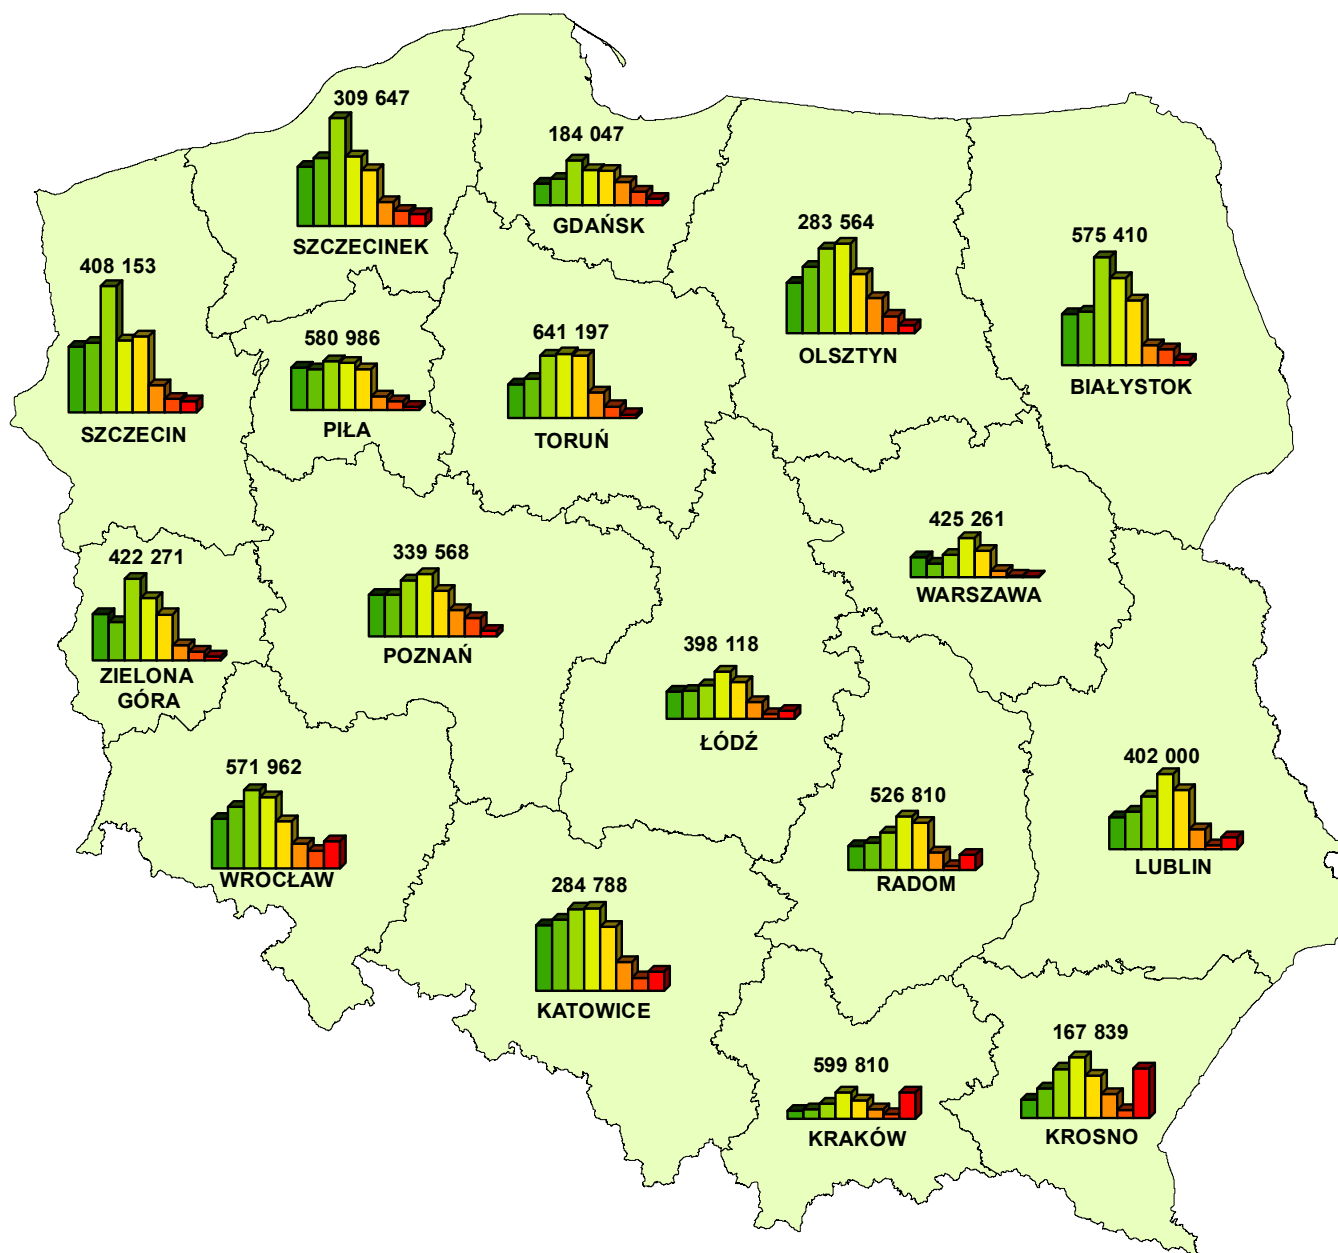 309 647
SZCZECINEK
184 047
GDAŃSK
283 564
OLSZTYN
575 410
BIAŁYSTOK
408 153
SZCZECIN
580 986
PIŁA
641 197
TORUŃ
425 261
WARSZAWA
422 271
ZIELONA
GÓRA
339 568
POZNAŃ
398 118
ŁÓDŹ
571 962
WROCŁAW
526 810
RADOM
402 000
LUBLIN
284 788
KATOWICE
599 810
KRAKÓW
167 839
KROSNO